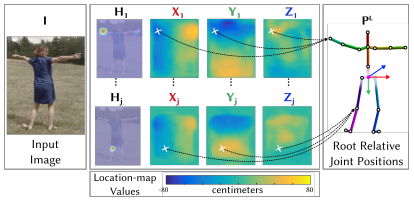 I
H₁ X₁ Y₁ Z₁
Pᴸ
Hⱼ Xⱼ Yⱼ Zⱼ
Input
Image
Location-map
Values
-80 centimeters 80
Root Relative
Joint Positions